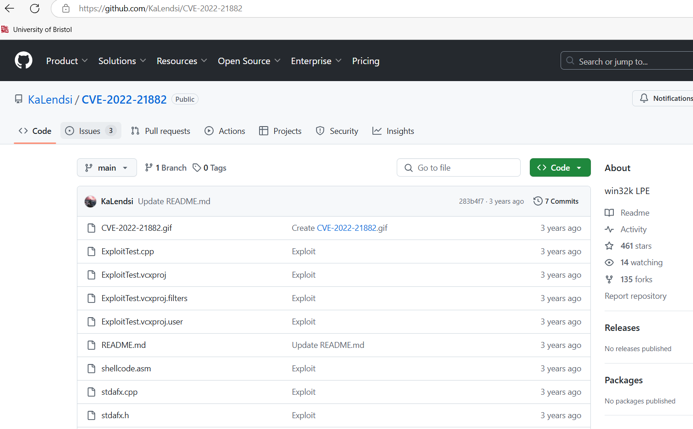 https://github.com/KaLendsi/CVE-2022-21882
University of Bristol
Product Solutions Resources Open Source Enterprise Pricing Search or jump to...
KaLendsi / CVE-2022-21882 Public Notifications
Code Issues 3 Pull requests Actions Projects Security Insights
main 1 Branch 0 Tags Go to file Code About
KaLendsi Update README.md 283b4f7 · 3 years ago 7 Commits win32k LPE
CVE-2022-21882.gif Create CVE-2022-21882.gif 3 years ago Readme
ExploitTest.cpp Exploit 3 years ago Activity
461 stars
ExploitTest.vcxproj Exploit 3 years ago 14 watching
ExploitTest.vcxproj.filters Exploit 3 years ago 135 forks
Report repository
ExploitTest.vcxproj.user Exploit 3 years ago
README.md Update README.md 3 years ago Releases
shellcode.asm Exploit 3 years ago No releases published
stdafx.cpp Exploit 3 years ago Packages
stdafx.h Exploit 3 years ago No packages published